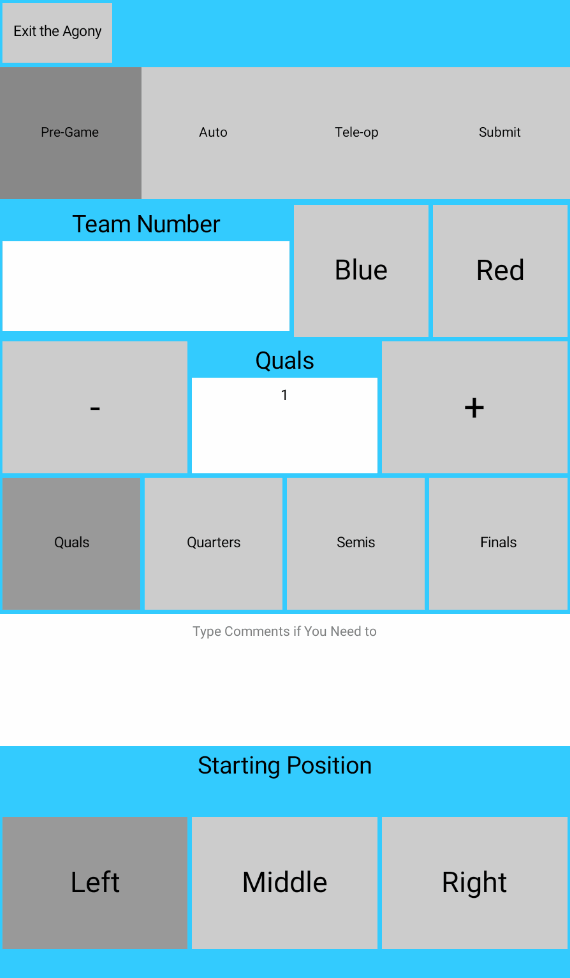 Exit the Agony
Pre-Game Auto Tele-op Submit
Team Number
Blue Red
Quals
- 1 +
Quals Quarters Semis Finals
Type Comments if You Need to
Starting Position
Left Middle Right